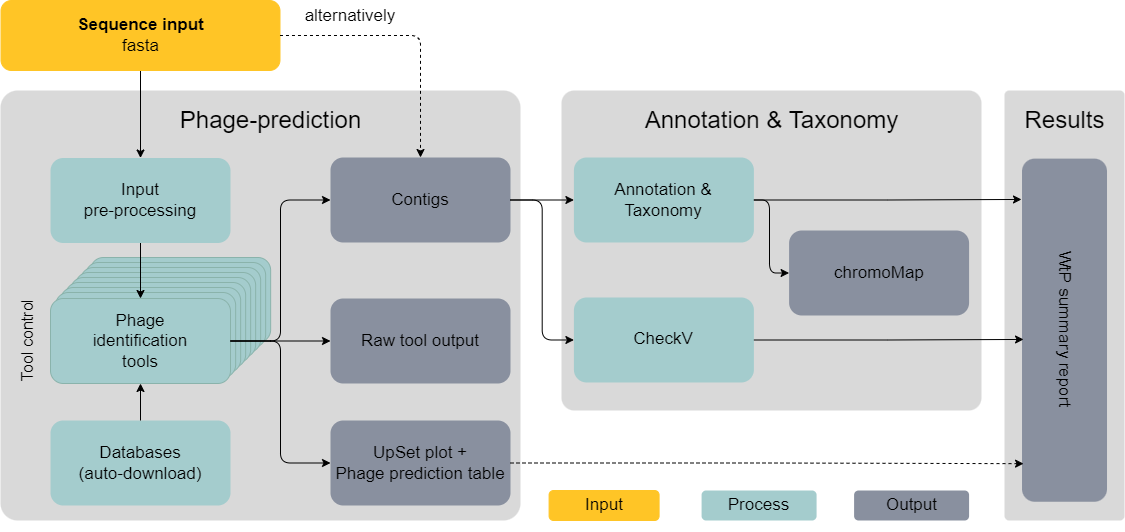 Sequence input
fasta
alternatively
Phage-prediction
Annotation & Taxonomy
Results
Input
pre-processing
Contigs
Annotation &
Taxonomy
chromoMap
Tool control
Phage
identification
tools
Raw tool output
CheckV
WtP summary report
Databases
(auto-download)
UpSet plot +
Phage prediction table
Input
Process
Output